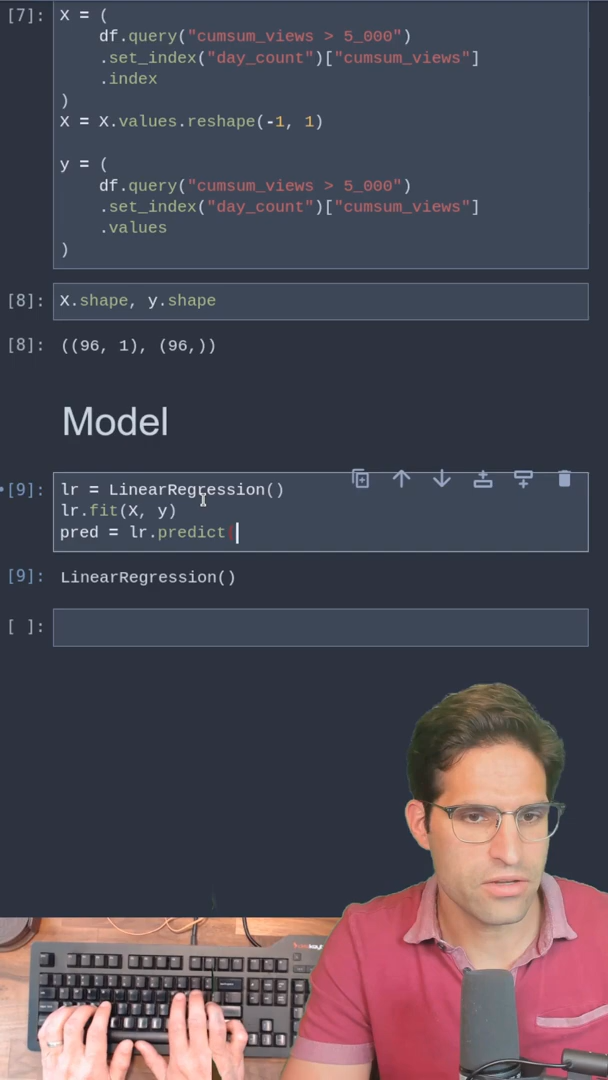 [7]:
X = (
df.query("cumsum_views > 5_000")
.set_index("day_count")["cumsum_views"]
.index
)
X = X.values.reshape(-1, 1)
y = (
df.query("cumsum_views > 5_000")
.set_index("day_count")["cumsum_views"]
.values
)
[8]:
X.shape, y.shape
[8]:
((96, 1), (96,))
Model
[9]:
lr = LinearRegression()
lr.fit(X, y)
pred = lr.predict(
[9]:
LinearRegression()
[ ]: